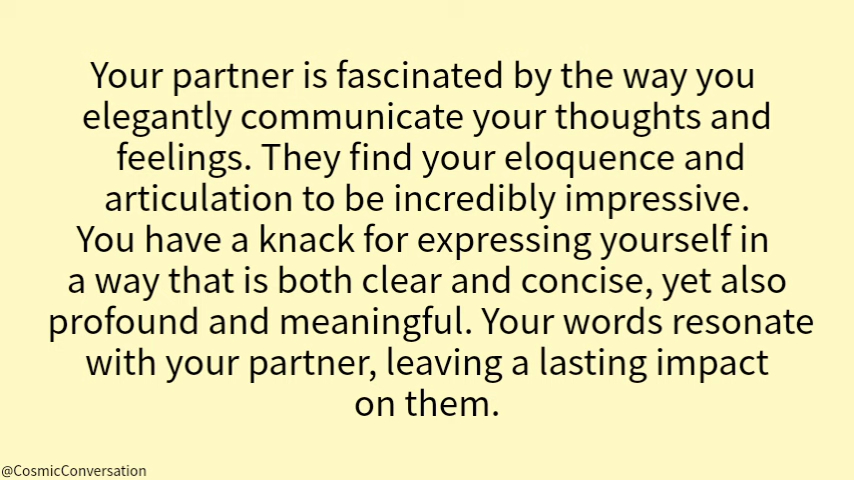 Your partner is fascinated by the way you
elegantly communicate your thoughts and
feelings. They find your eloquence and
articulation to be incredibly impressive.
You have a knack for expressing yourself in
a way that is both clear and concise, yet also
profound and meaningful. Your words resonate
with your partner, leaving a lasting impact
on them.
@CosmicConversation